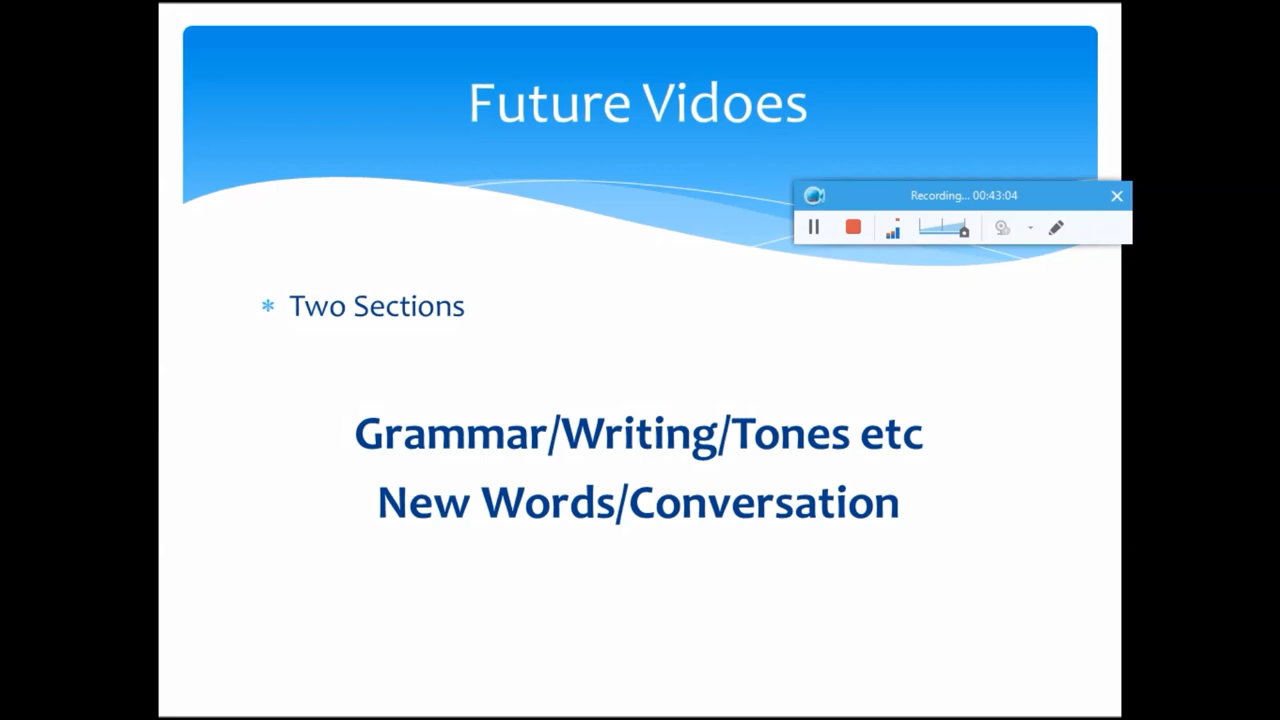 Future Vidoes
Recording... 00:43:04
* Two Sections
Grammar/Writing/Tones etc
New Words/Conversation